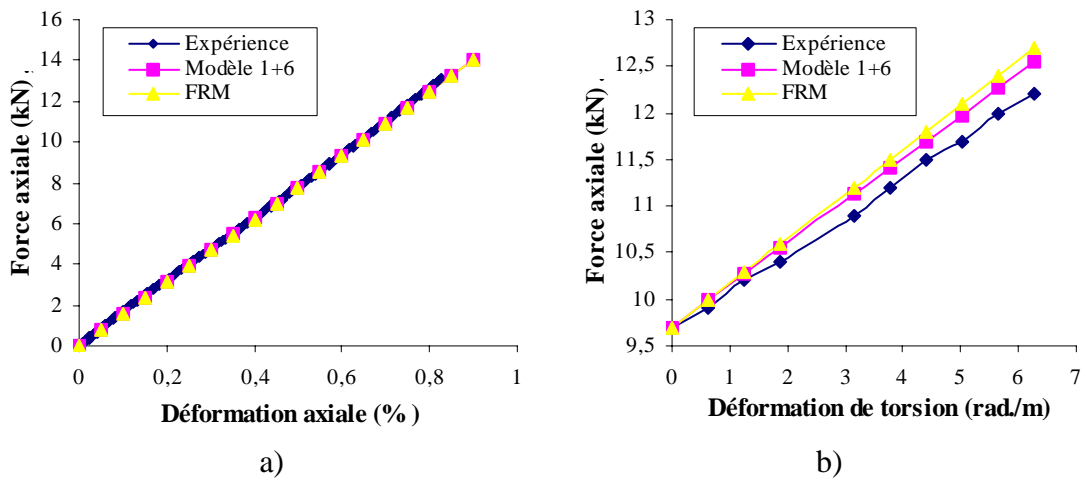 16
14
12
10
8
6
4
2
0
Force axiale (kN)
Expérience
Modèle 1+6
FRM
0 0,2 0,4 0,6 0,8 1
Déformation axiale (%)
a)
13
12,5
12
11,5
11
10,5
10
9,5
Force axiale (kN)
Expérience
Modèle 1+6
FRM
0 1 2 3 4 5 6 7
Déformation de torsion (rad./m)
b)